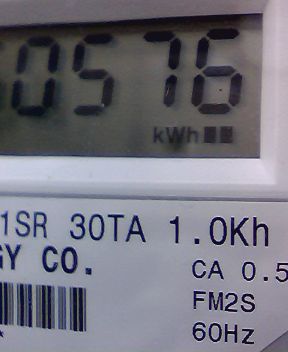 0576
kWh
1SR 30TA 1.0Kh
GY CO.
CA 0.5
FM2S
60Hz